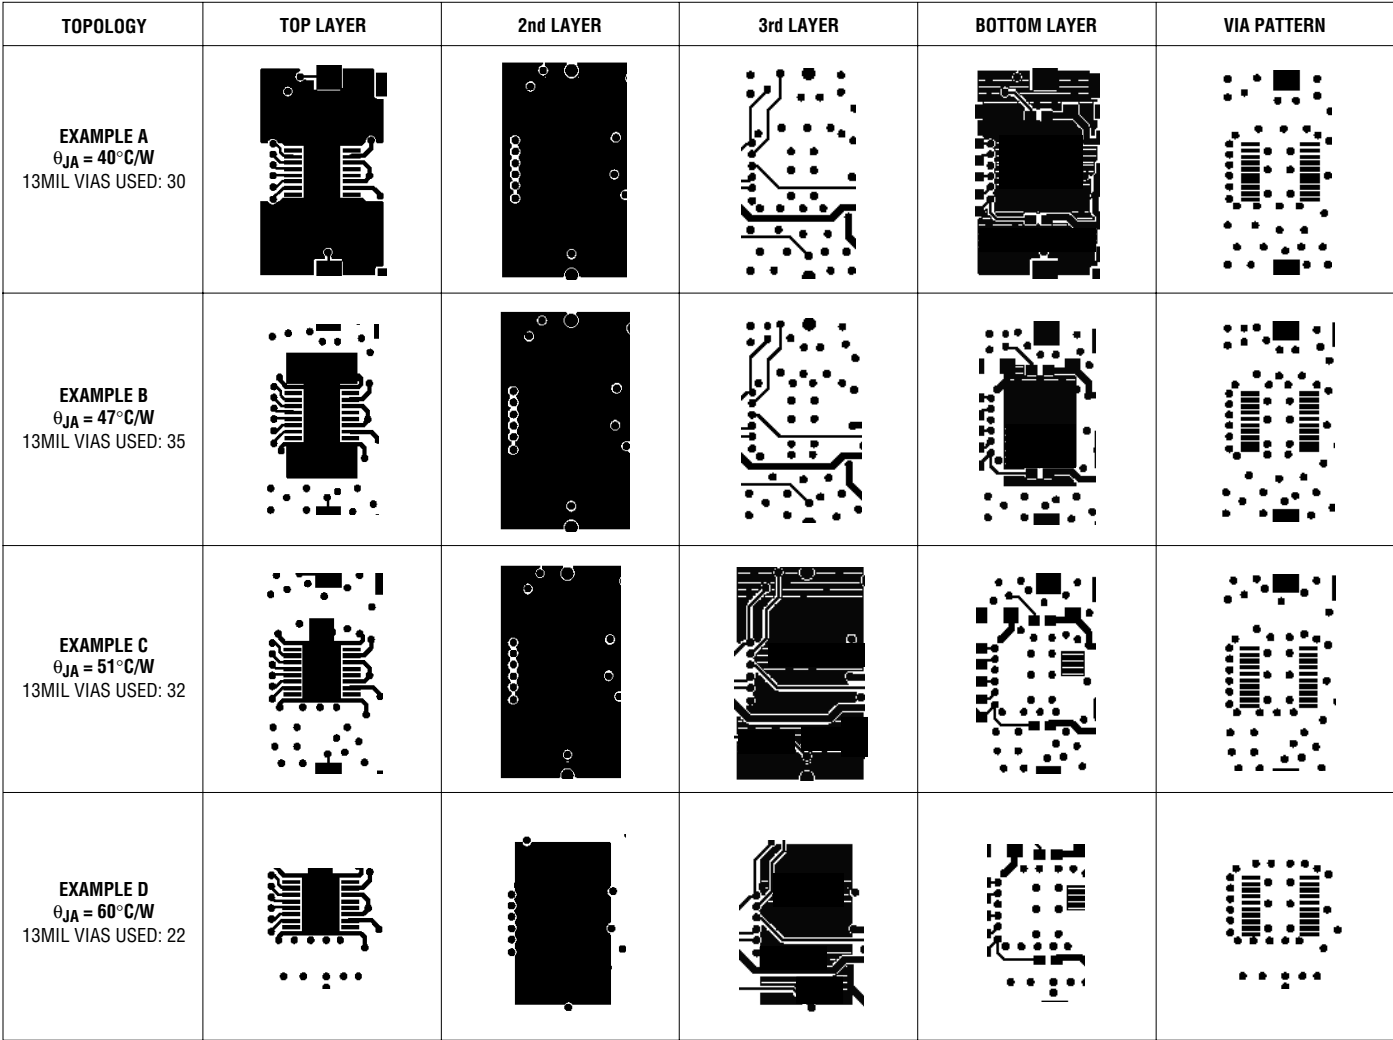 TOPOLOGY
TOP LAYER
2nd LAYER
3rd LAYER
BOTTOM LAYER
VIA PATTERN
EXAMPLE A
θJA = 40°C/W
13MIL VIAS USED: 30
EXAMPLE B
θJA = 47°C/W
13MIL VIAS USED: 35
EXAMPLE C
θJA = 51°C/W
13MIL VIAS USED: 32
EXAMPLE D
θJA = 60°C/W
13MIL VIAS USED: 22